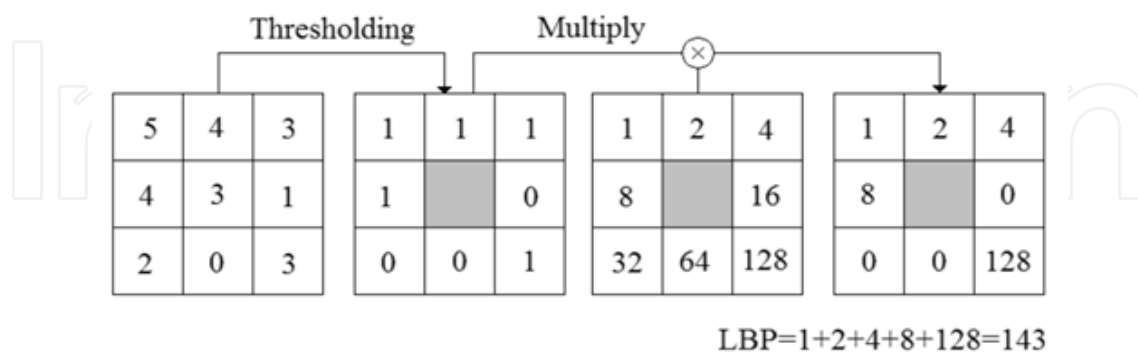 Thresholding Multiply
5 4 3 1 1 1 1 2 4 1 2 4
4 3 1 1 0 8 16 8 0
2 0 3 0 0 1 32 64 128 0 0 128
LBP=1+2+4+8+128=143